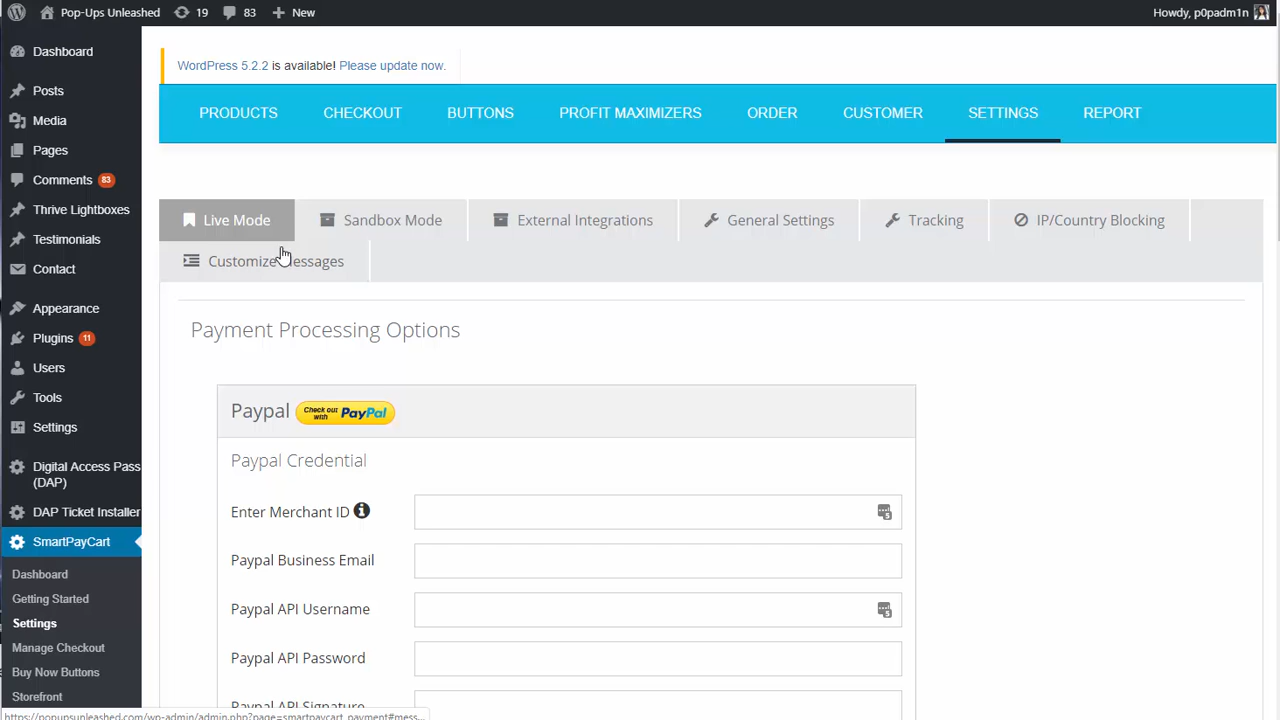 Pop-Ups Unleashed 19 83 New Howdy, p0padm1n
Dashboard
Posts
Media
Pages
Comments 83
Thrive Lightboxes
Testimonials
Contact
Appearance
Plugins 11
Users
Tools
Settings
Digital Access Pass
(DAP)
DAP Ticket Installer
SmartPayCart
Dashboard
Getting Started
Settings
Manage Checkout
Buy Now Buttons
Storefront
WordPress 5.2.2 is available! Please update now.
PRODUCTS CHECKOUT BUTTONS PROFIT MAXIMIZERS ORDER CUSTOMER SETTINGS REPORT
Live Mode Sandbox Mode External Integrations General Settings Tracking IP/Country Blocking
Customize Messages
Payment Processing Options
Paypal Check out with PayPal
Paypal Credential
Enter Merchant ID
Paypal Business Email
Paypal API Username
Paypal API Password
Paypal API Signature
https://popupsunleashed.com/wp-admin/admin.php?page=smartpaycart_payment#mess...